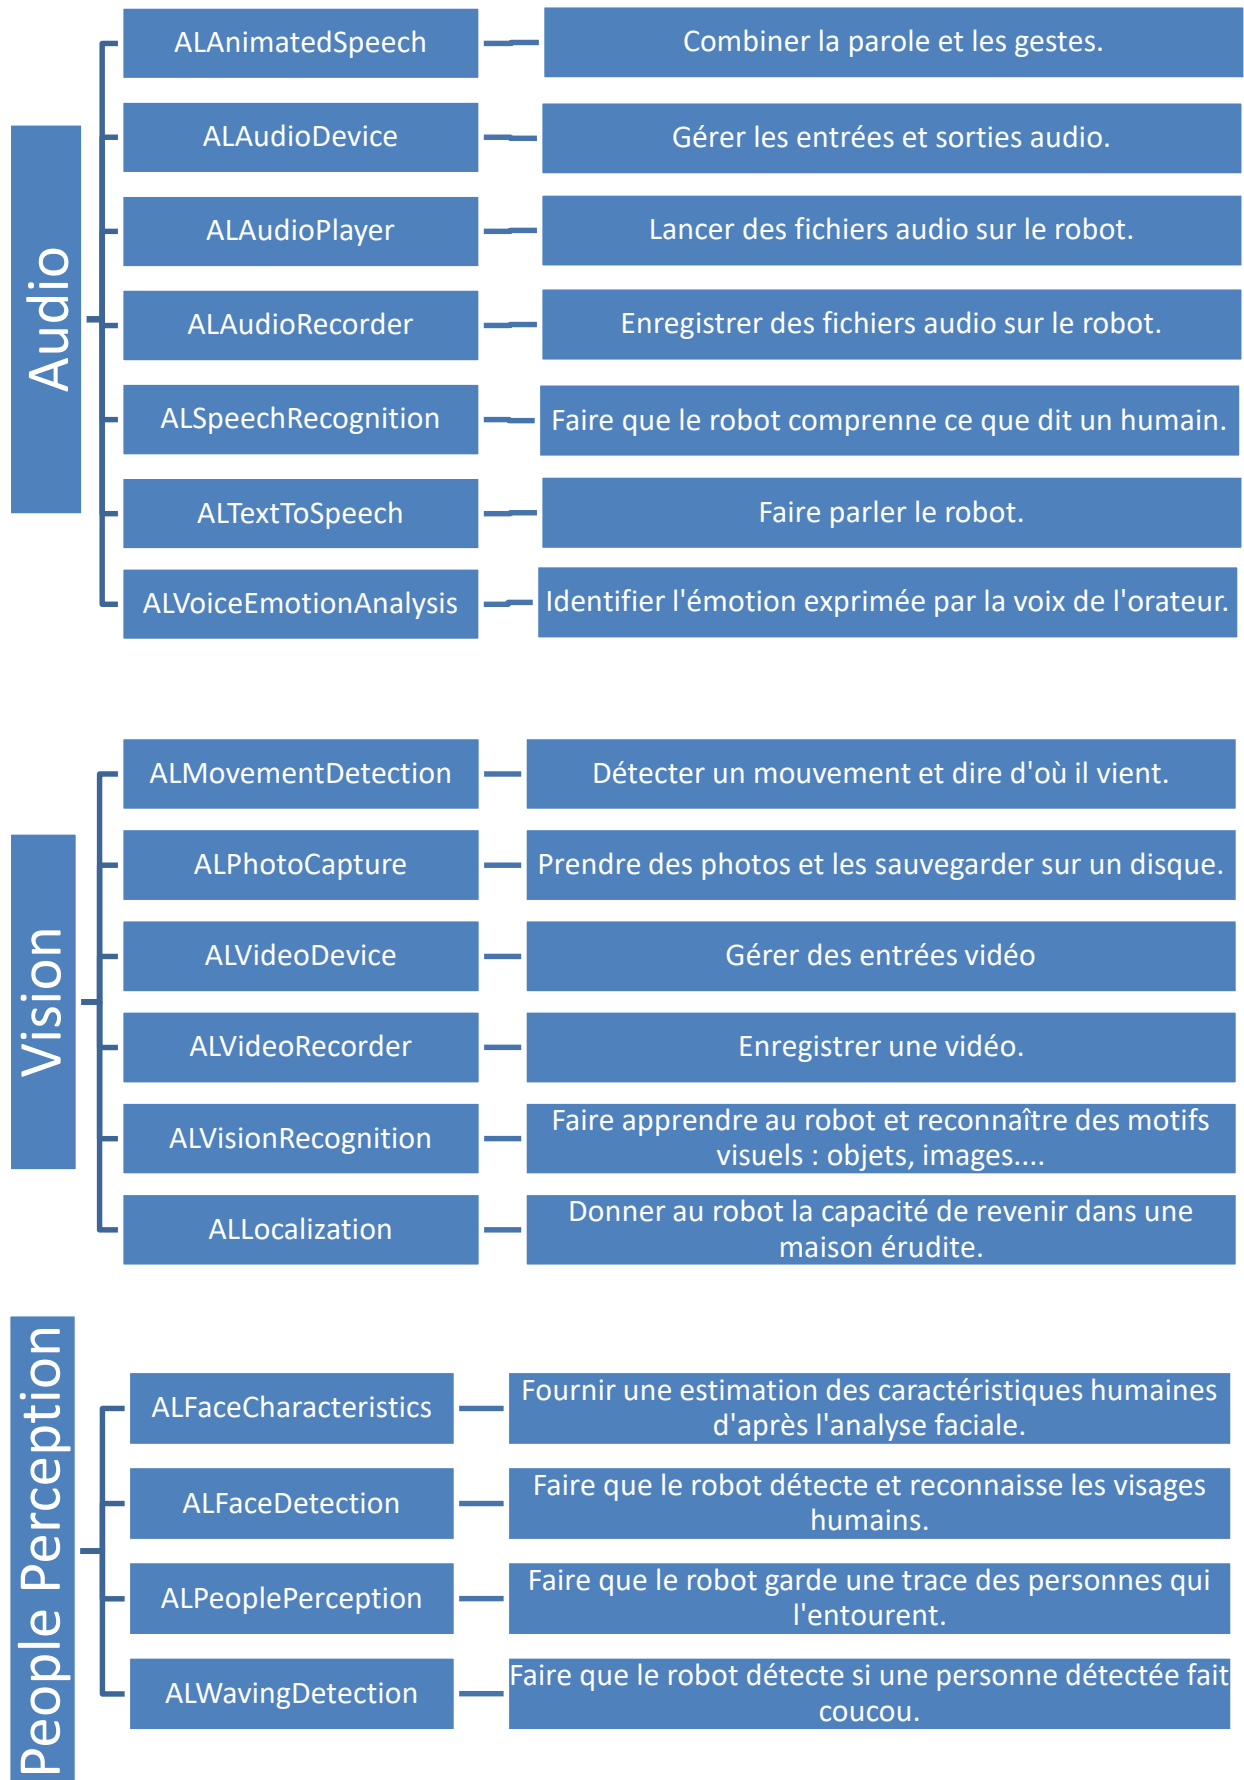 Audio
ALAnimatedSpeech
Combiner la parole et les gestes.
ALAudioDevice
Gérer les entrées et sorties audio.
ALAudioPlayer
Lancer des fichiers audio sur le robot.
ALAudioRecorder
Enregistrer des fichiers audio sur le robot.
ALSpeechRecognition
Faire que le robot comprenne ce que dit un humain.
ALTextToSpeech
Faire parler le robot.
ALVoiceEmotionAnalysis
Identifier l'émotion exprimée par la voix de l'orateur.
Vision
ALMovementDetection
Détecter un mouvement et dire d'où il vient.
ALPhotoCapture
Prendre des photos et les sauvegarder sur un disque.
ALVideoDevice
Gérer des entrées vidéo
ALVideoRecorder
Enregistrer une vidéo.
ALVisionRecognition
Faire apprendre au robot et reconnaître des motifs
visuels : objets, images....
ALLocalization
Donner au robot la capacité de revenir dans une
maison érudite.
People Perception
ALFaceCharacteristics
Fournir une estimation des caractéristiques humaines
d'après l'analyse faciale.
ALFaceDetection
Faire que le robot détecte et reconnaisse les visages
humains.
ALPeoplePerception
Faire que le robot garde une trace des personnes qui
l'entourent.
ALWavingDetection
Faire que le robot détecte si une personne détectée fait
coucou.